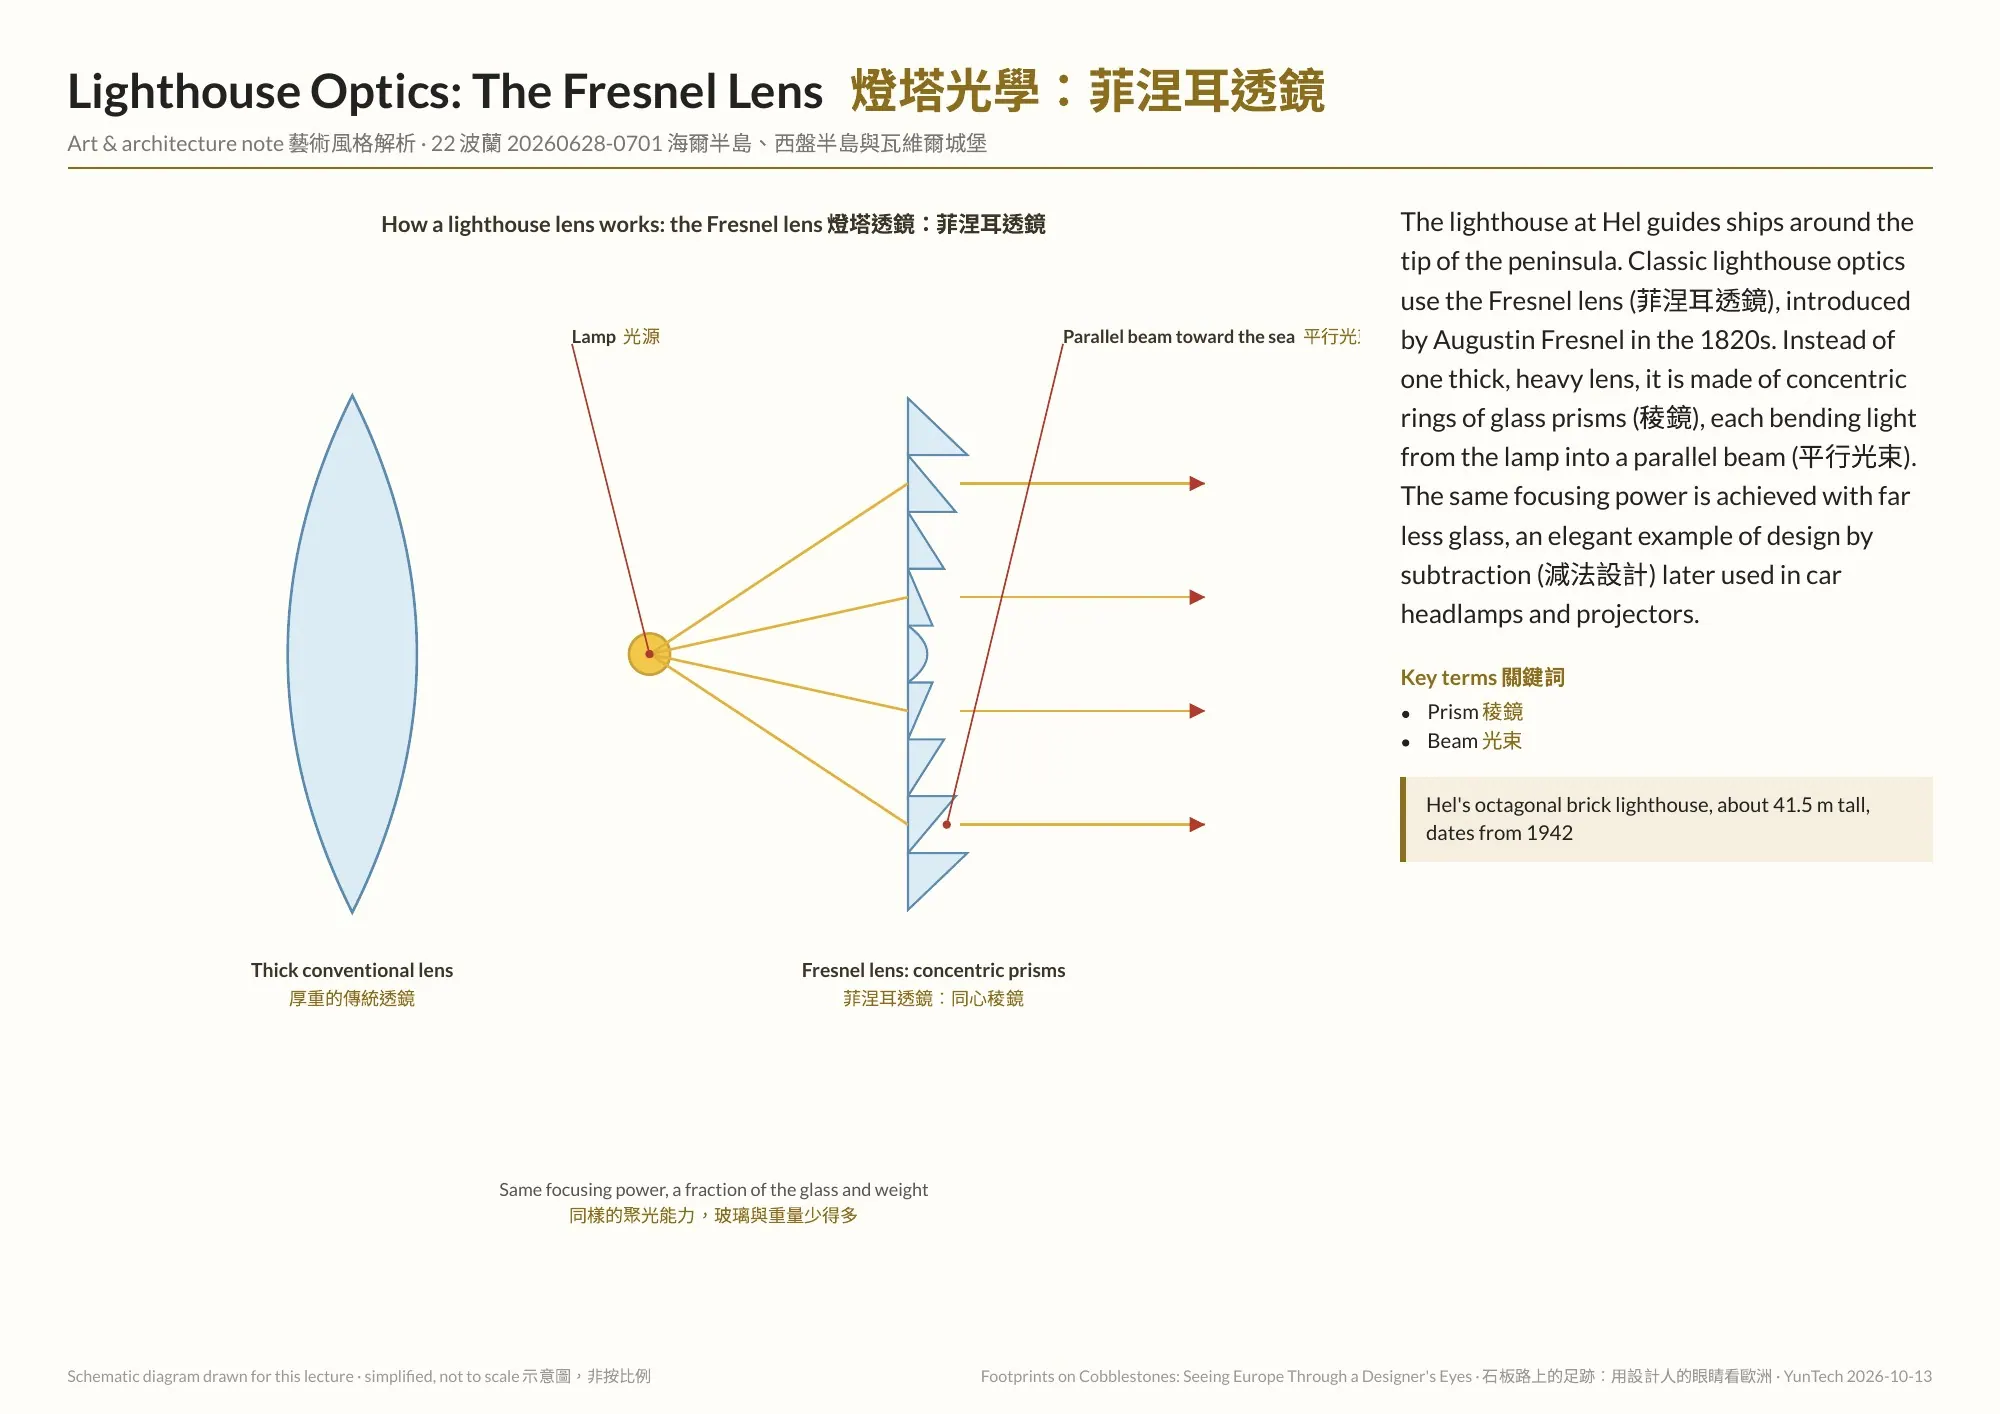 Lighthouse Optics: The Fresnel Lens 燈塔光學：菲涅耳透鏡
Art & architecture note 藝術風格解析 · 22 波蘭 20260628-0701 海爾半島、西盤半島與瓦維爾城堡
How a lighthouse lens works: the Fresnel lens 燈塔透鏡：菲涅耳透鏡
Lamp 光源
Parallel beam toward the sea 平行光
Thick conventional lens
厚重的傳統透鏡
Fresnel lens: concentric prisms
菲涅耳透鏡：同心稜鏡
Same focusing power, a fraction of the glass and weight
同樣的聚光能力，玻璃與重量少得多
The lighthouse at Hel guides ships around the
tip of the peninsula. Classic lighthouse optics
use the Fresnel lens (菲涅耳透鏡), introduced
by Augustin Fresnel in the 1820s. Instead of
one thick, heavy lens, it is made of concentric
rings of glass prisms (稜鏡), each bending light
from the lamp into a parallel beam (平行光束).
The same focusing power is achieved with far
less glass, an elegant example of design by
subtraction (減法設計) later used in car
headlamps and projectors.
Key terms 關鍵詞
• Prism 稜鏡
• Beam 光束
Hel's octagonal brick lighthouse, about 41.5 m tall,
dates from 1942
Schematic diagram drawn for this lecture · simplified, not to scale 示意圖，非按比例
Footprints on Cobblestones: Seeing Europe Through a Designer's Eyes · 石板路上的足跡：用設計人的眼睛看歐洲 · YunTech 2026-10-13